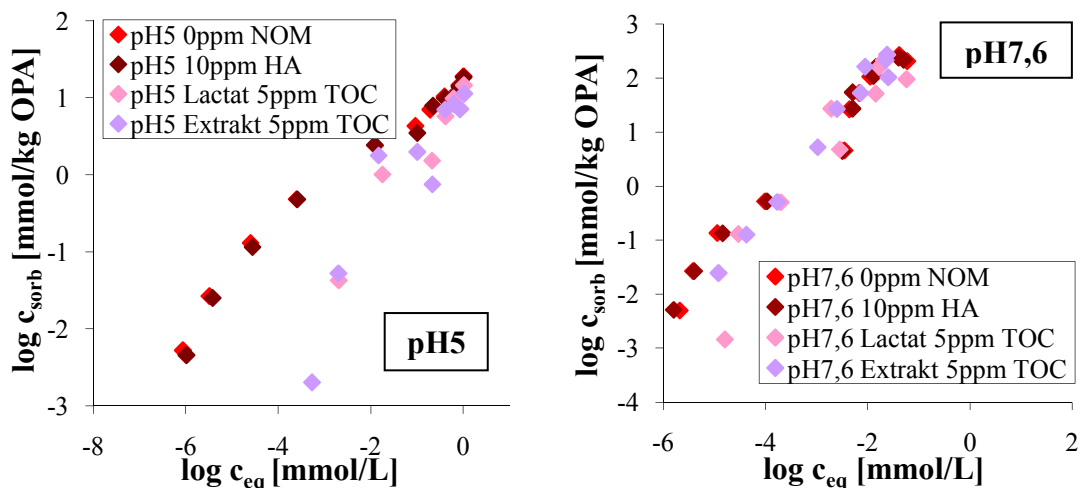 log c_sorb [mmol/kg OPA]
2
1
0
-1
-2
-3
pH5 0ppm NOM
pH5 10ppm HA
pH5 Lactat 5ppm TOC
pH5 Extrakt 5ppm TOC
pH5
-8 -6 -4 -2 0
log c_eq [mmol/L]
log c_sorb [mmol/kg OPA]
3
2
1
0
-1
-2
-3
-4
pH7,6
pH7,6 0ppm NOM
pH7,6 10ppm HA
pH7,6 Lactat 5ppm TOC
pH7,6 Extrakt 5ppm TOC
-6 -4 -2 0 2
log c_eq [mmol/L]